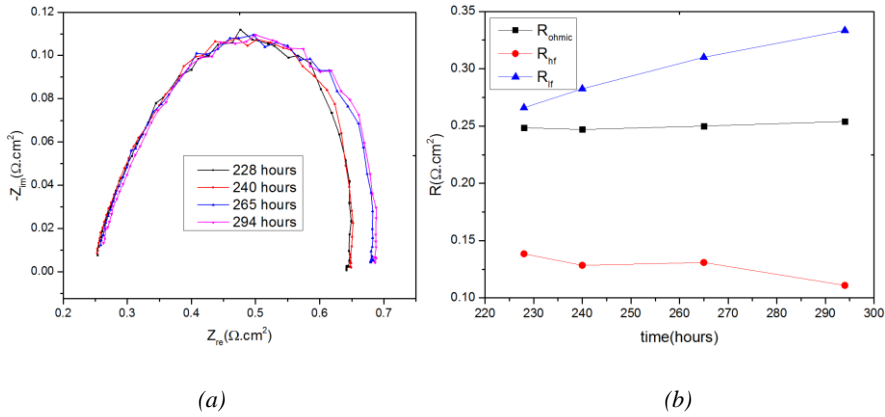 (a)
0.12
0.10
0.08
0.06
0.04
0.02
0.00
-Z_im(Ω.cm²)
228 hours
240 hours
265 hours
294 hours
0.2 0.3 0.4 0.5 0.6 0.7
Z_re(Ω.cm²)
(b)
0.35
0.30
0.25
0.20
0.15
0.10
R(Ω.cm²)
R_ohmic
R_hf
R_lf
220 230 240 250 260 270 280 290 300
time(hours)
(a)
(b)